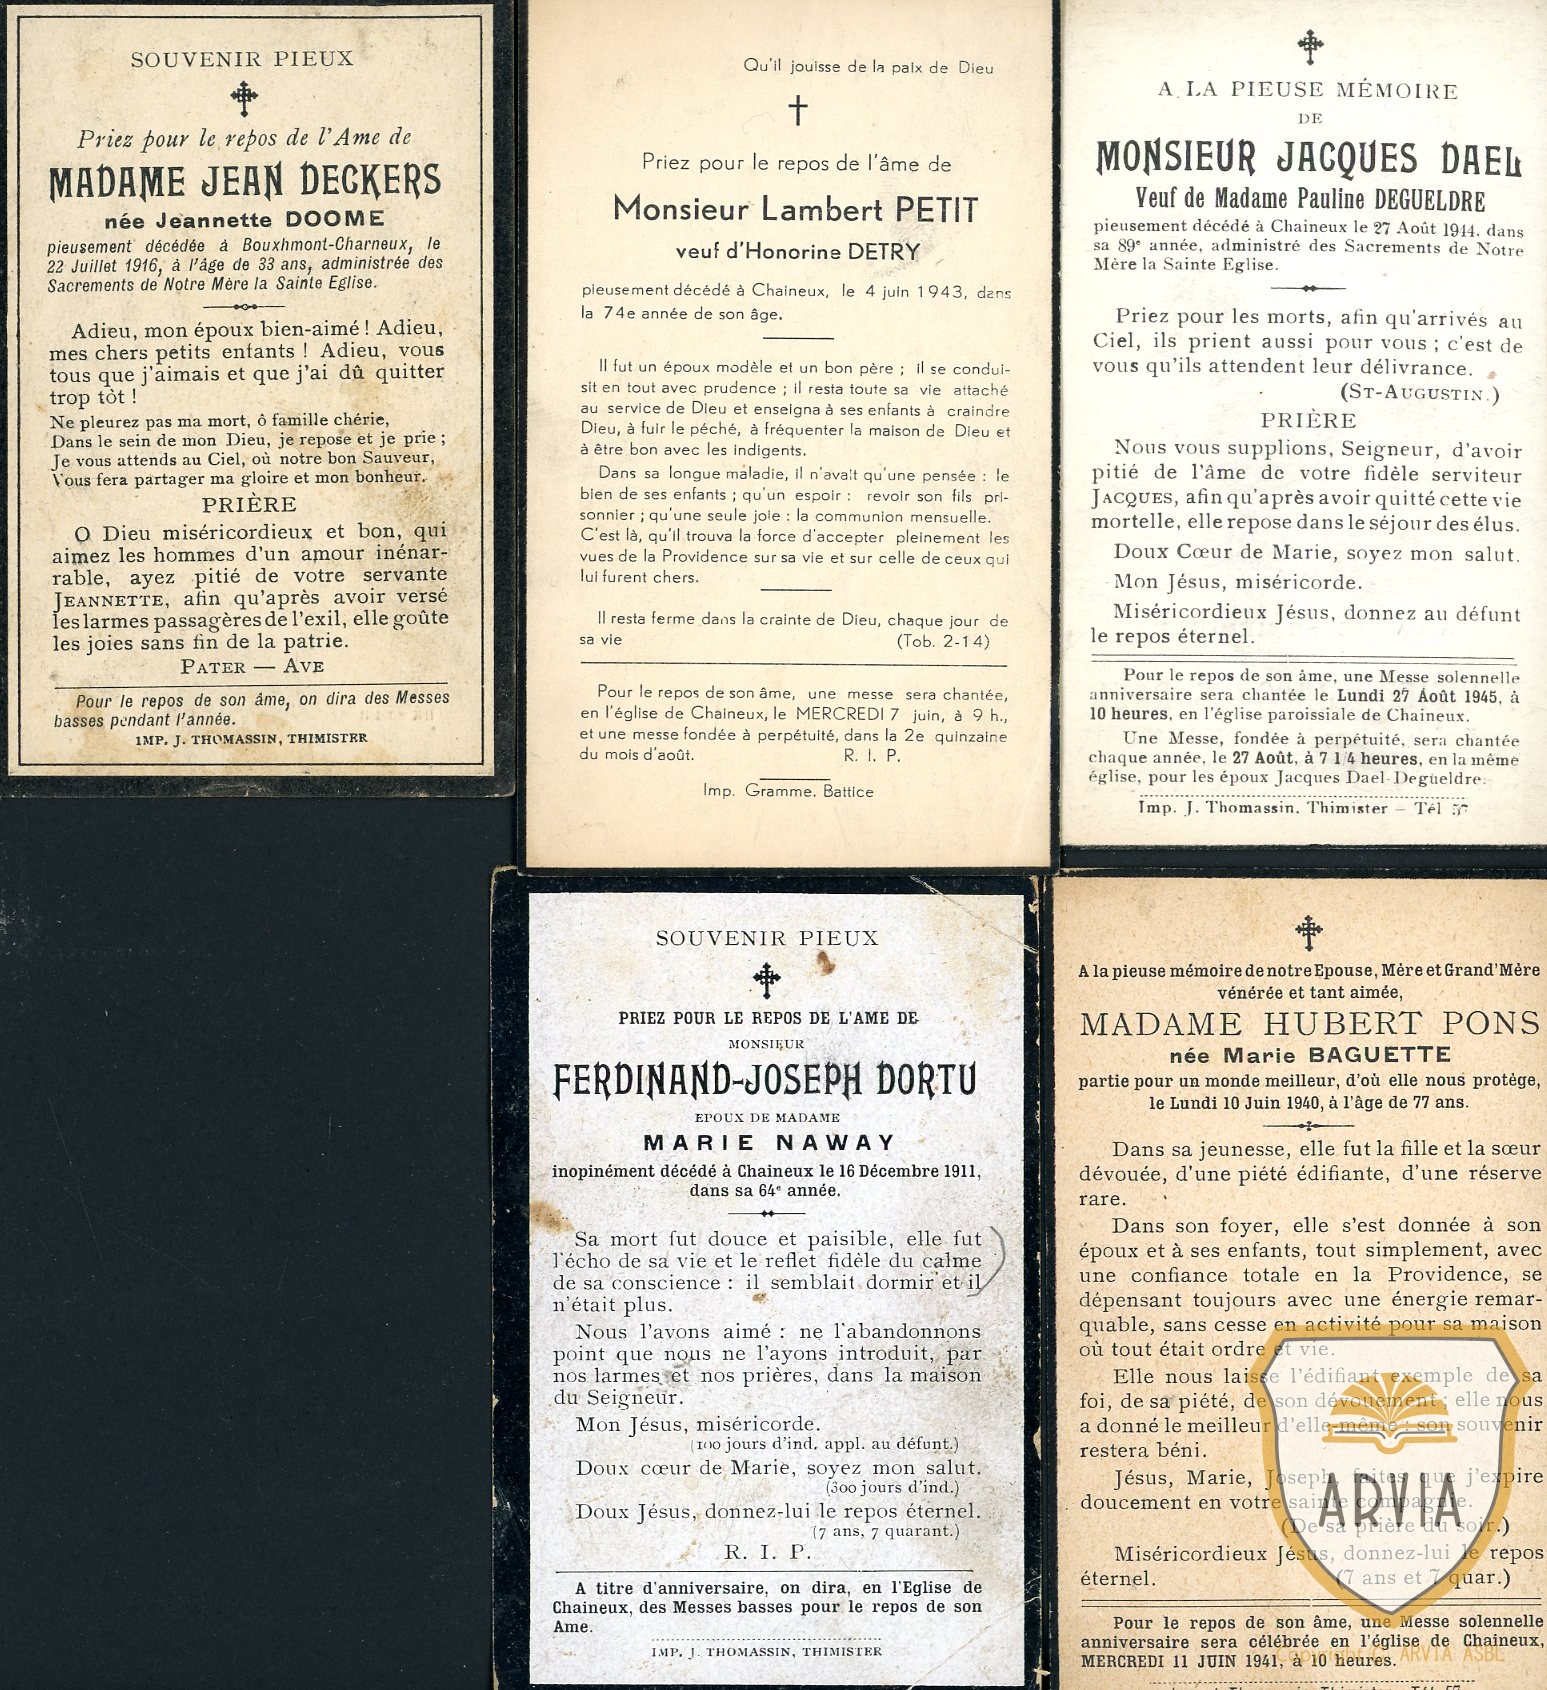 SOUVENIR PIEUX
Priez pour le repos de l'Ame de
MADAME JEAN DECKERS
née Jeannette DOOME
pieusement décédée à Bouxhmont-Charneux, le
22 Juillet 1916, à l'âge de 33 ans, administrée des
Sacrements de Notre Mère la Sainte Eglise.
Adieu, mon époux bien-aimé ! Adieu,
mes chers petits enfants ! Adieu, vous
tous que j'aimais et que j'ai dû quitter
trop tôt !
Ne pleurez pas ma mort, ô famille chérie,
Dans le sein de mon Dieu, je repose et je prie ;
Je vous attends au Ciel, où notre bon Sauveur,
Vous fera partager ma gloire et mon bonheur.
PRIÈRE
O Dieu miséricordieux et bon, qui
aimez les hommes d'un amour inénar-
rable, ayez pitié de votre servante
JEANNETTE, afin qu'après avoir versé
les larmes passagères de l'exil, elle goûte
les joies sans fin de la patrie.
PATER — AVE
Pour le repos de son âme, on dira des Messes
basses pendant l'année.
IMP. J. THOMASSIN, THIMISTER
Qu'il jouisse de la paix de Dieu
Priez pour le repos de l'âme de
Monsieur Lambert PETIT
veuf d'Honorine DETRY
pieusement décédé à Chaineux, le 4 juin 1943, dans
la 74e année de son âge.
Il fut un époux modèle et un bon père ; il se condui-
sit en tout avec prudence ; il resta toute sa vie attaché
au service de Dieu et enseigna à ses enfants à craindre
Dieu, à fuir le péché, à fréquenter la maison de Dieu et
à être bon avec les indigents.
Dans sa longue maladie, il n'avait qu'une pensée : le
bien de ses enfants ; qu'un espoir : revoir son fils pri-
sonnier ; qu'une seule joie : la communion mensuelle.
C'est là, qu'il trouva la force d'accepter pleinement les
vues de la Providence sur sa vie et sur celle de ceux qui
lui furent chers.
Il resta ferme dans la crainte de Dieu, chaque jour de
sa vie (Tob. 2-14)
Pour le repos de son âme, une messe sera chantée,
en l'église de Chaineux, le MERCREDI 7 juin, à 9 h.,
et une messe fondée à perpétuité, dans la 2e quinzaine
du mois d'août. R. I. P.
Imp. Gramme. Battice
A LA PIEUSE MÉMOIRE
DE
MONSIEUR JACQUES DAEL
Veuf de Madame Pauline DEGUELDRE
pieusement décédé à Chaineux le 27 Août 1944, dans
sa 89e année, administré des Sacrements de Notre
Mère la Sainte Eglise.
Priez pour les morts, afin qu'arrivés au
Ciel, ils prient aussi pour vous ; c'est de
vous qu'ils attendent leur délivrance.
(ST-AUGUSTIN.)
PRIÈRE
Nous vous supplions, Seigneur, d'avoir
pitié de l'âme de votre fidèle serviteur
JACQUES, afin qu'après avoir quitté cette vie
mortelle, elle repose dans le séjour des élus.
Doux Cœur de Marie, soyez mon salut.
Mon Jésus, miséricorde.
Miséricordieux Jésus, donnez au défunt
le repos éternel.
Pour le repos de son âme, une Messe solennelle
anniversaire sera chantée le Lundi 27 Août 1945, à
10 heures, en l'église paroissiale de Chaineux.
Une Messe, fondée à perpétuité, sera chantée
chaque année, le 27 Août, à 7 1/4 heures, en la même
église, pour les époux Jacques Dael-Degueldre.
Imp. J. Thomassin, Thimister — Tél 57
SOUVENIR PIEUX
PRIEZ POUR LE REPOS DE L'AME DE
MONSIEUR
FERDINAND-JOSEPH DORTU
EPOUX DE MADAME
MARIE NAWAY
inopinément décédé à Chaineux le 16 Décembre 1911,
dans sa 64e année.
Sa mort fut douce et paisible, elle fut
l'écho de sa vie et le reflet fidèle du calme
de sa conscience : il semblait dormir et il
n'était plus.
Nous l'avons aimé : ne l'abandonnons
point que nous ne l'ayons introduit, par
nos larmes et nos prières, dans la maison
du Seigneur.
Mon Jésus, miséricorde.
(100 jours d'ind. appl. au défunt.)
Doux cœur de Marie, soyez mon salut.
(300 jours d'ind.)
Doux Jésus, donnez-lui le repos éternel.
(7 ans, 7 quarant.)
R. I. P.
A titre d'anniversaire, on dira, en l'Eglise de
Chaineux, des Messes basses pour le repos de son
Ame.
IMP. J. THOMASSIN, THIMISTER
A la pieuse mémoire de notre Epouse, Mère et Grand'Mère
vénérée et tant aimée,
MADAME HUBERT PONS
née Marie BAGUETTE
partie pour un monde meilleur, d'où elle nous protège,
le Lundi 10 Juin 1940, à l'âge de 77 ans.
Dans sa jeunesse, elle fut la fille et la sœur
dévouée, d'une piété édifiante, d'une réserve
rare.
Dans son foyer, elle s'est donnée à son
époux et à ses enfants, tout simplement, avec
une confiance totale en la Providence, se
dépensant toujours avec une énergie remar-
quable, sans cesse en activité pour sa maison
où tout était ordre et vie.
Elle nous laisse l'édifiant exemple de sa
foi, de sa piété, de son dévouement ; elle nous
a donné le meilleur d'elle-même : son souvenir
restera béni.
Jésus, Marie, Joseph, faites que j'expire
doucement en votre sainte compagnie.
(De sa prière du soir.)
Miséricordieux Jésus, donnez-lui le repos
éternel. (7 ans et 7 quar.)
Pour le repos de son âme, une Messe solennelle
anniversaire sera célébrée en l'église de Chaineux,
MERCREDI 11 JUIN 1941, à 10 heures.
ARVIA
Copyright © ARVIA ASBL